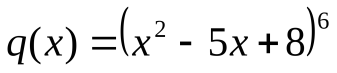 q(x) = (x² - 5x + 8)⁶